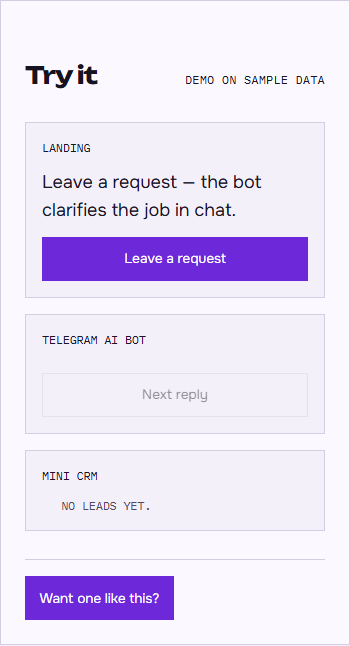 Try it
DEMO ON SAMPLE DATA
LANDING
Leave a request — the bot
clarifies the job in chat.
Leave a request
TELEGRAM AI BOT
Next reply
MINI CRM
NO LEADS YET.
Want one like this?